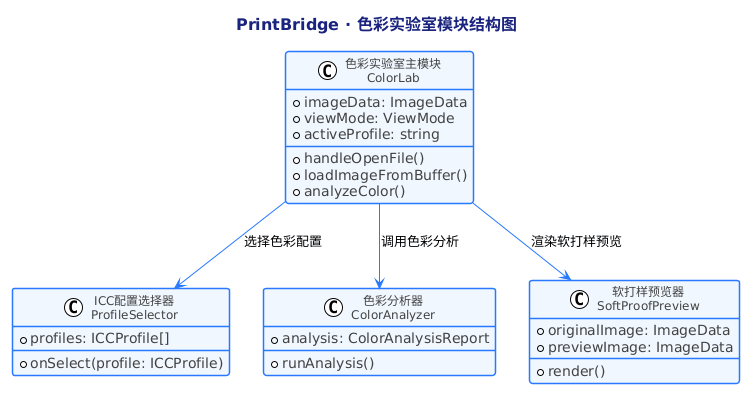 PrintBridge · 色彩实验室模块结构图
C
色彩实验室主模块
ColorLab
imageData: ImageData
viewMode: ViewMode
activeProfile: string
handleOpenFile()
loadImageFromBuffer()
analyzeColor()
选择色彩配置
调用色彩分析
渲染软打样预览
C
ICC配置选择器
ProfileSelector
profiles: ICCProfile[]
onSelect(profile: ICCProfile)
C
色彩分析器
ColorAnalyzer
analysis: ColorAnalysisReport
runAnalysis()
C
软打样预览器
SoftProofPreview
originalImage: ImageData
previewImage: ImageData
render()